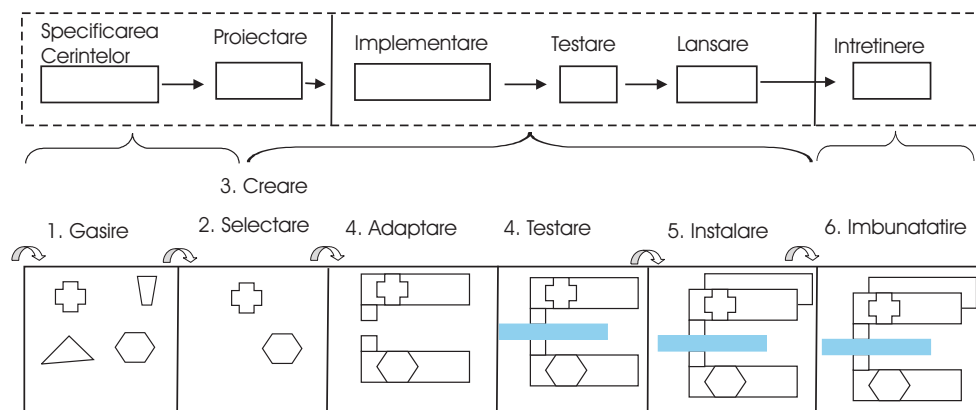 Specificarea
Cerintelor
Proiectare
Implementare
Testare
Lansare
Intretinere
3. Creare
1. Gasire
2. Selectare
4. Adaptare
4. Testare
5. Instalare
6. Imbunatatire